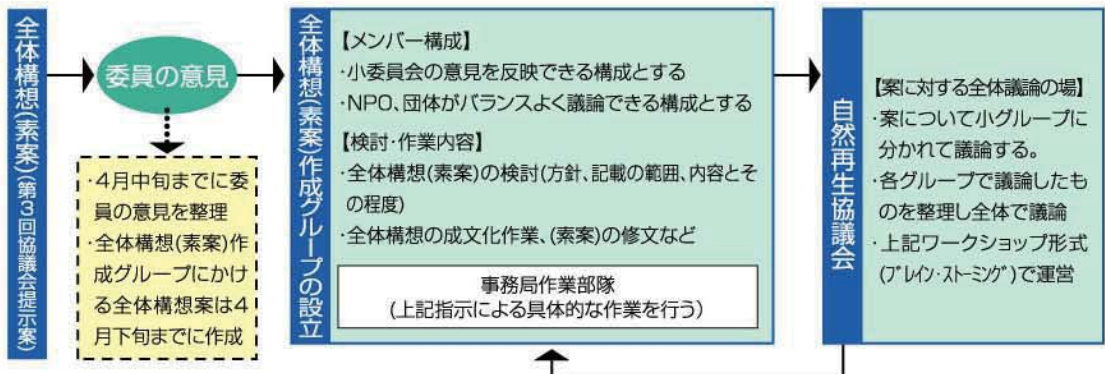 全体構想(素案)(第3回協議会提示案)
委員の意見
・4月中旬までに委
員の意見を整理
・全体構想(素案)作
成グループにかけ
る全体構想案は4
月下旬までに作成
全体構想(素案)作成グループの設立
【メンバー構成】
・小委員会の意見を反映できる構成とする
・NPO、団体がバランスよく議論できる構成とする
【検討・作業内容】
・全体構想(素案)の検討(方針、記載の範囲、内容とそ
の程度)
・全体構想の成文化作業、(素案)の修文など
事務局作業部隊
(上記指示による具体的な作業を行う)
自然再生協議会
【案に対する全体議論の場】
・案について小グループに
分かれて議論する。
・各グループで議論したも
のを整理し全体で議論
・上記ワークショップ形式
(ブレイン・ストーミング)で運営